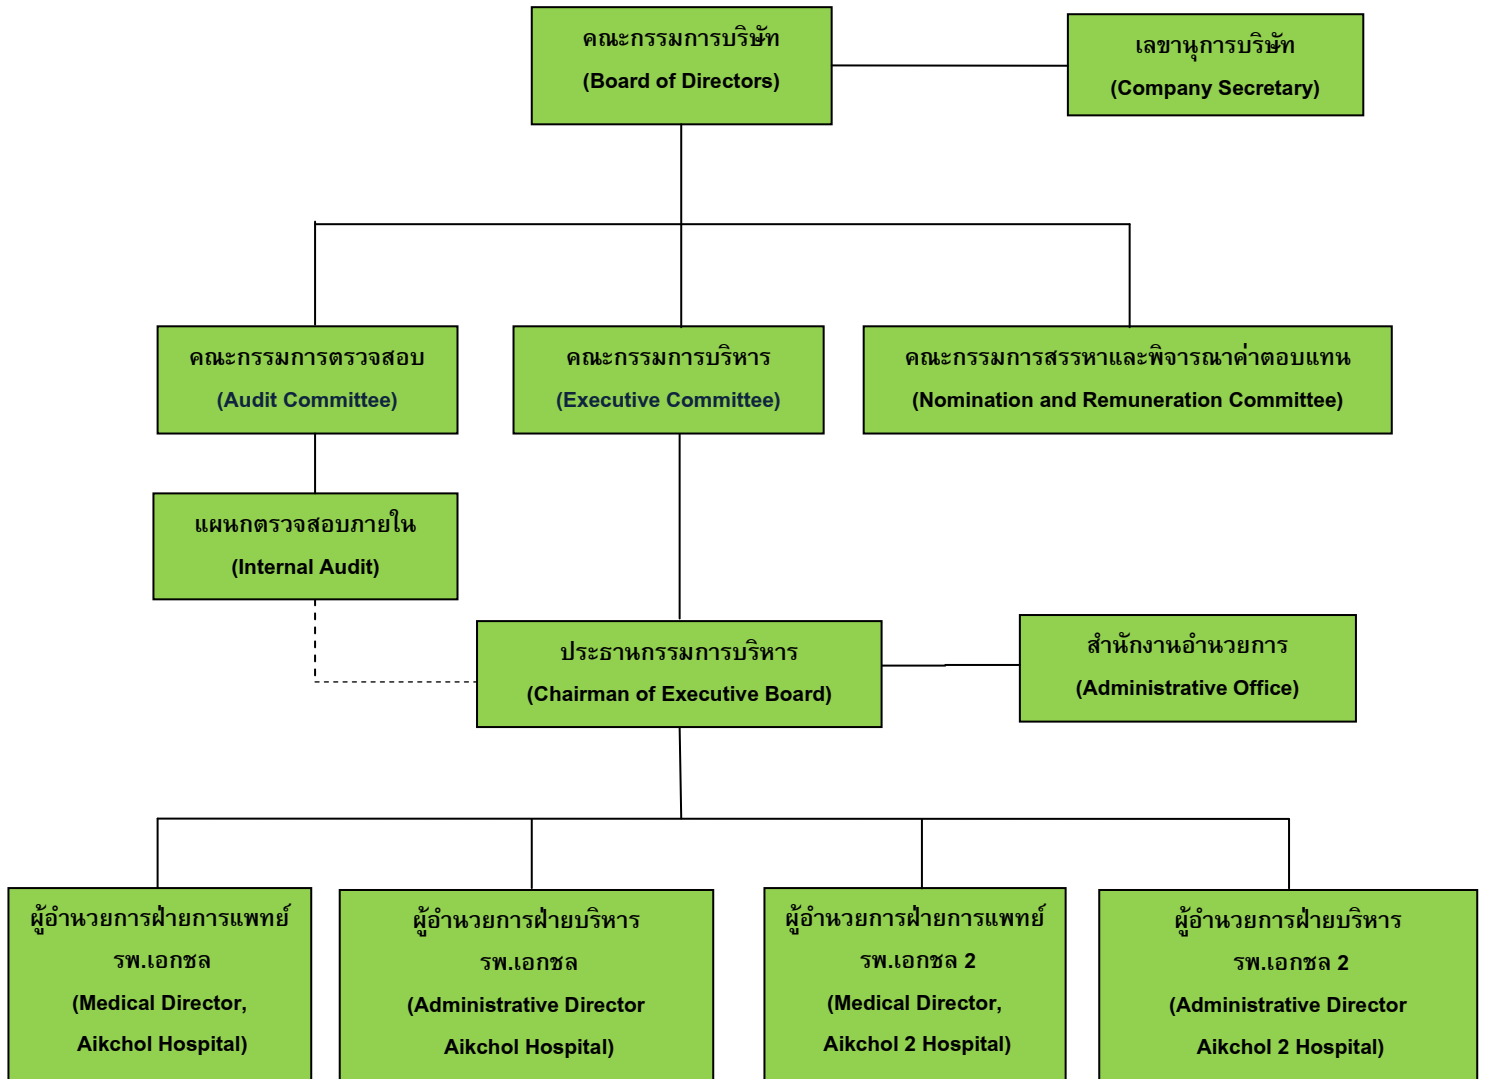 คณะกรรมการบริษัท
(Board of Directors)
เลขานุการบริษัท
(Company Secretary)
คณะกรรมการตรวจสอบ
(Audit Committee)
คณะกรรมการบริหาร
(Executive Committee)
คณะกรรมการสรรหาและพิจารณาค่าตอบแทน
(Nomination and Remuneration Committee)
แผนกตรวจสอบภายใน
(Internal Audit)
ประธานกรรมการบริหาร
(Chairman of Executive Board)
สำนักงานอำนวยการ
(Administrative Office)
ผู้อำนวยการฝ่ายการแพทย์
รพ.เอกชล
(Medical Director,
Aikchol Hospital)
ผู้อำนวยการฝ่ายบริหาร
รพ.เอกชล
(Administrative Director
Aikchol Hospital)
ผู้อำนวยการฝ่ายการแพทย์
รพ.เอกชล 2
(Medical Director,
Aikchol 2 Hospital)
ผู้อำนวยการฝ่ายบริหาร
รพ.เอกชล 2
(Administrative Director
Aikchol 2 Hospital)